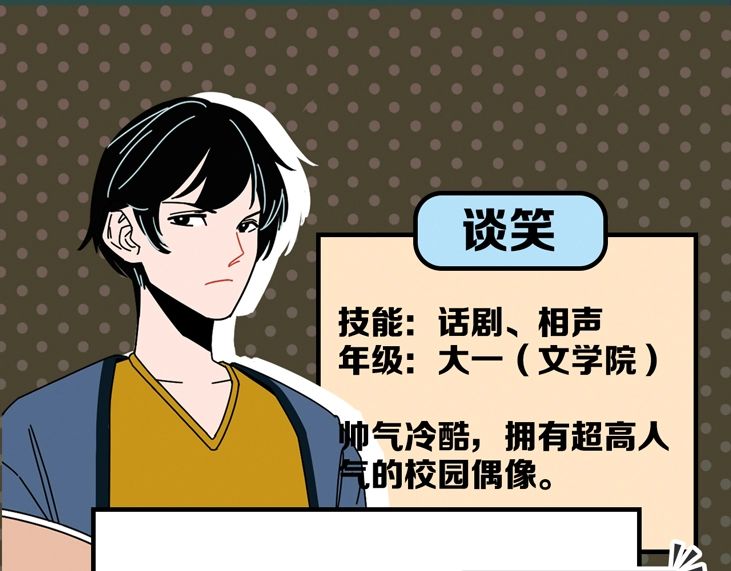 谈笑
技能：话剧、相声
年级：大一（文学院）
帅气冷酷，拥有超高人
气的校园偶像。